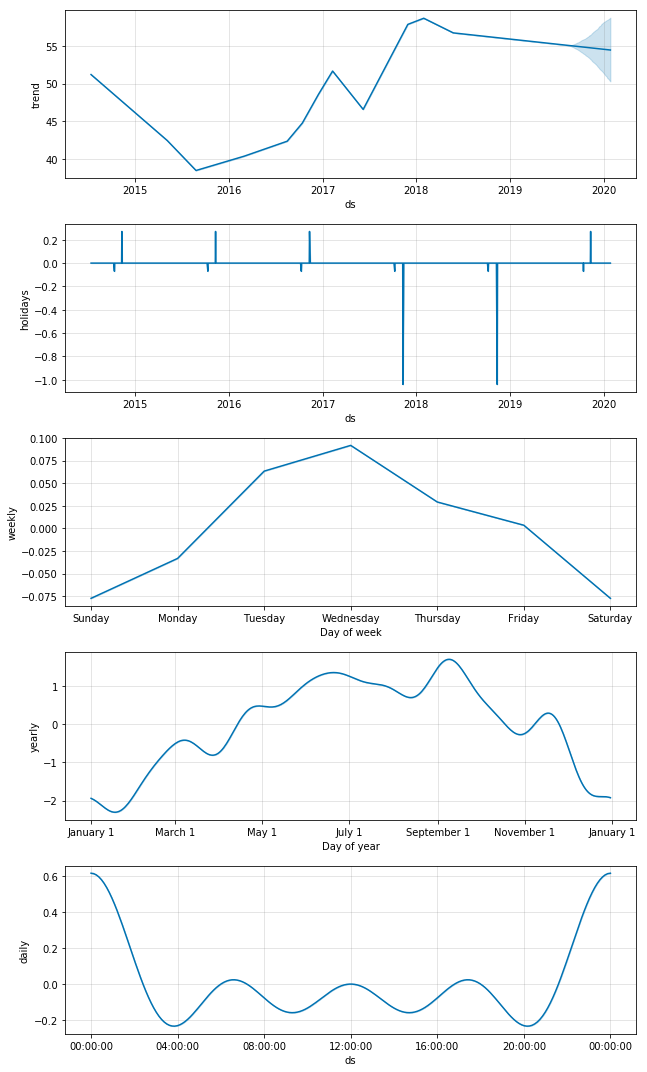 55
50
45
40
trend
2015 2016 2017 2018 2019 2020
ds
0.2
0.0
−0.2
−0.4
−0.6
−0.8
−1.0
holidays
2015 2016 2017 2018 2019 2020
ds
0.100
0.075
0.050
0.025
0.000
−0.025
−0.050
−0.075
weekly
Sunday Monday Tuesday Wednesday Thursday Friday Saturday
Day of week
1
0
−1
−2
yearly
January 1 March 1 May 1 July 1 September 1 November 1 January 1
Day of year
0.6
0.4
0.2
0.0
−0.2
daily
00:00:00 04:00:00 08:00:00 12:00:00 16:00:00 20:00:00 00:00:00
ds